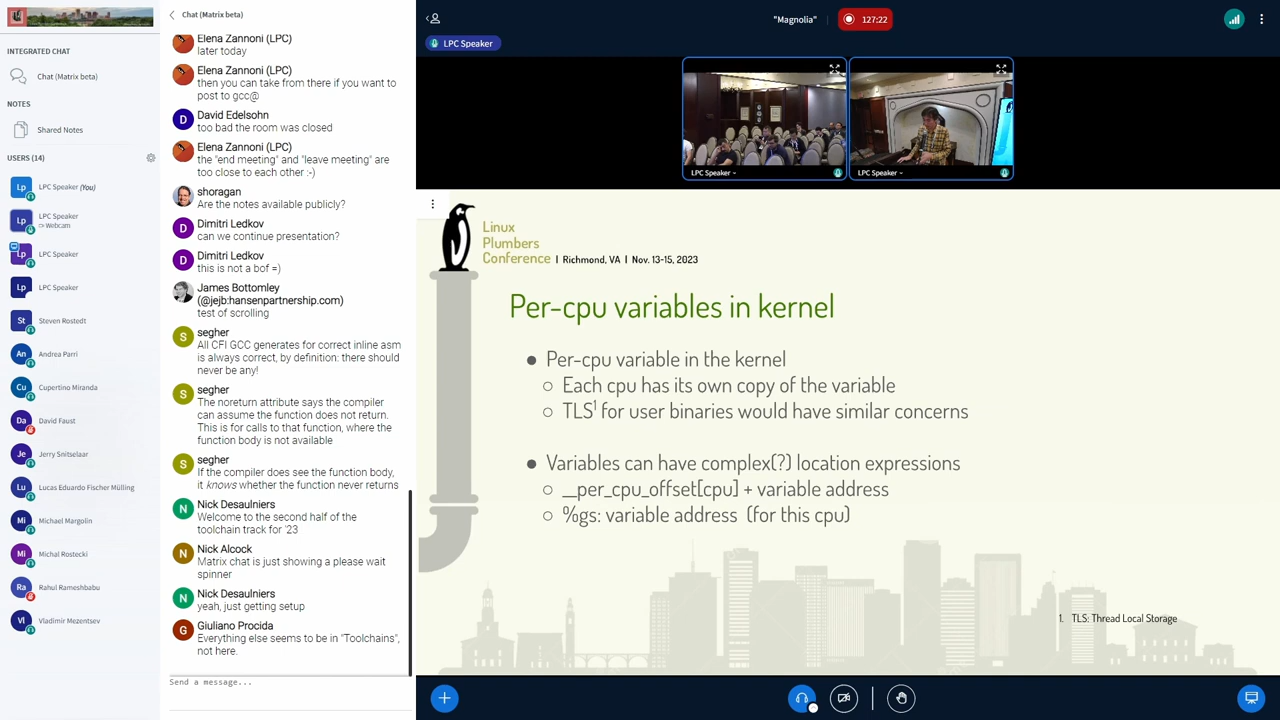 INTEGRATED CHAT
Chat (Matrix beta)
NOTES
Shared Notes
USERS (14)
Lp LPC Speaker (You)
Lp LPC Speaker
Webcam
Lp LPC Speaker
Lp LPC Speaker
St Steven Rostedt
An Andrea Parri
Cu Cupertino Miranda
Da David Faust
Je Jerry Snitselaar
Lu Lucas Eduardo Fischer Mülling
Mi Michael Margolin
Mi Michal Rostecki
Ra Rahul Rameshbabu
Vl Vladimir Mezentsev
Chat (Matrix beta)
Elena Zannoni (LPC)
later today
Elena Zannoni (LPC)
then you can take from there if you want to
post to gcc@
D David Edelsohn
too bad the room was closed
Elena Zannoni (LPC)
the "end meeting" and "leave meeting" are
too close to each other :-)
shoragan
Are the notes available publicly?
D Dimitri Ledkov
can we continue presentation?
D Dimitri Ledkov
this is not a bof =)
James Bottomley
(@jejb:hansenpartnership.com)
test of scrolling
S segher
All CFI GCC generates for correct inline asm
is always correct, by definition: there should
never be any!
S segher
The noreturn attribute says the compiler
can assume the function does not return.
This is for calls to that function, where the
function body is not available
S segher
If the compiler does see the function body,
it knows whether the function never returns
N Nick Desaulniers
Welcome to the second half of the
toolchain track for '23
N Nick Alcock
Matrix chat is just showing a please wait
spinner
N Nick Desaulniers
yeah, just getting setup
G Giuliano Procida
Everything else seems to be in "Toolchains",
not here.
Send a message...
"Magnolia"
127:22
LPC Speaker
LPC Speaker
LPC Speaker
Linux
Plumbers
Conference | Richmond, VA | Nov. 13-15, 2023
Per-cpu variables in kernel
● Per-cpu variable in the kernel
○ Each cpu has its own copy of the variable
○ TLS1 for user binaries would have similar concerns
● Variables can have complex(?) location expressions
○ __per_cpu_offset[cpu] + variable address
○ %gs: variable address (for this cpu)
1. TLS: Thread Local Storage